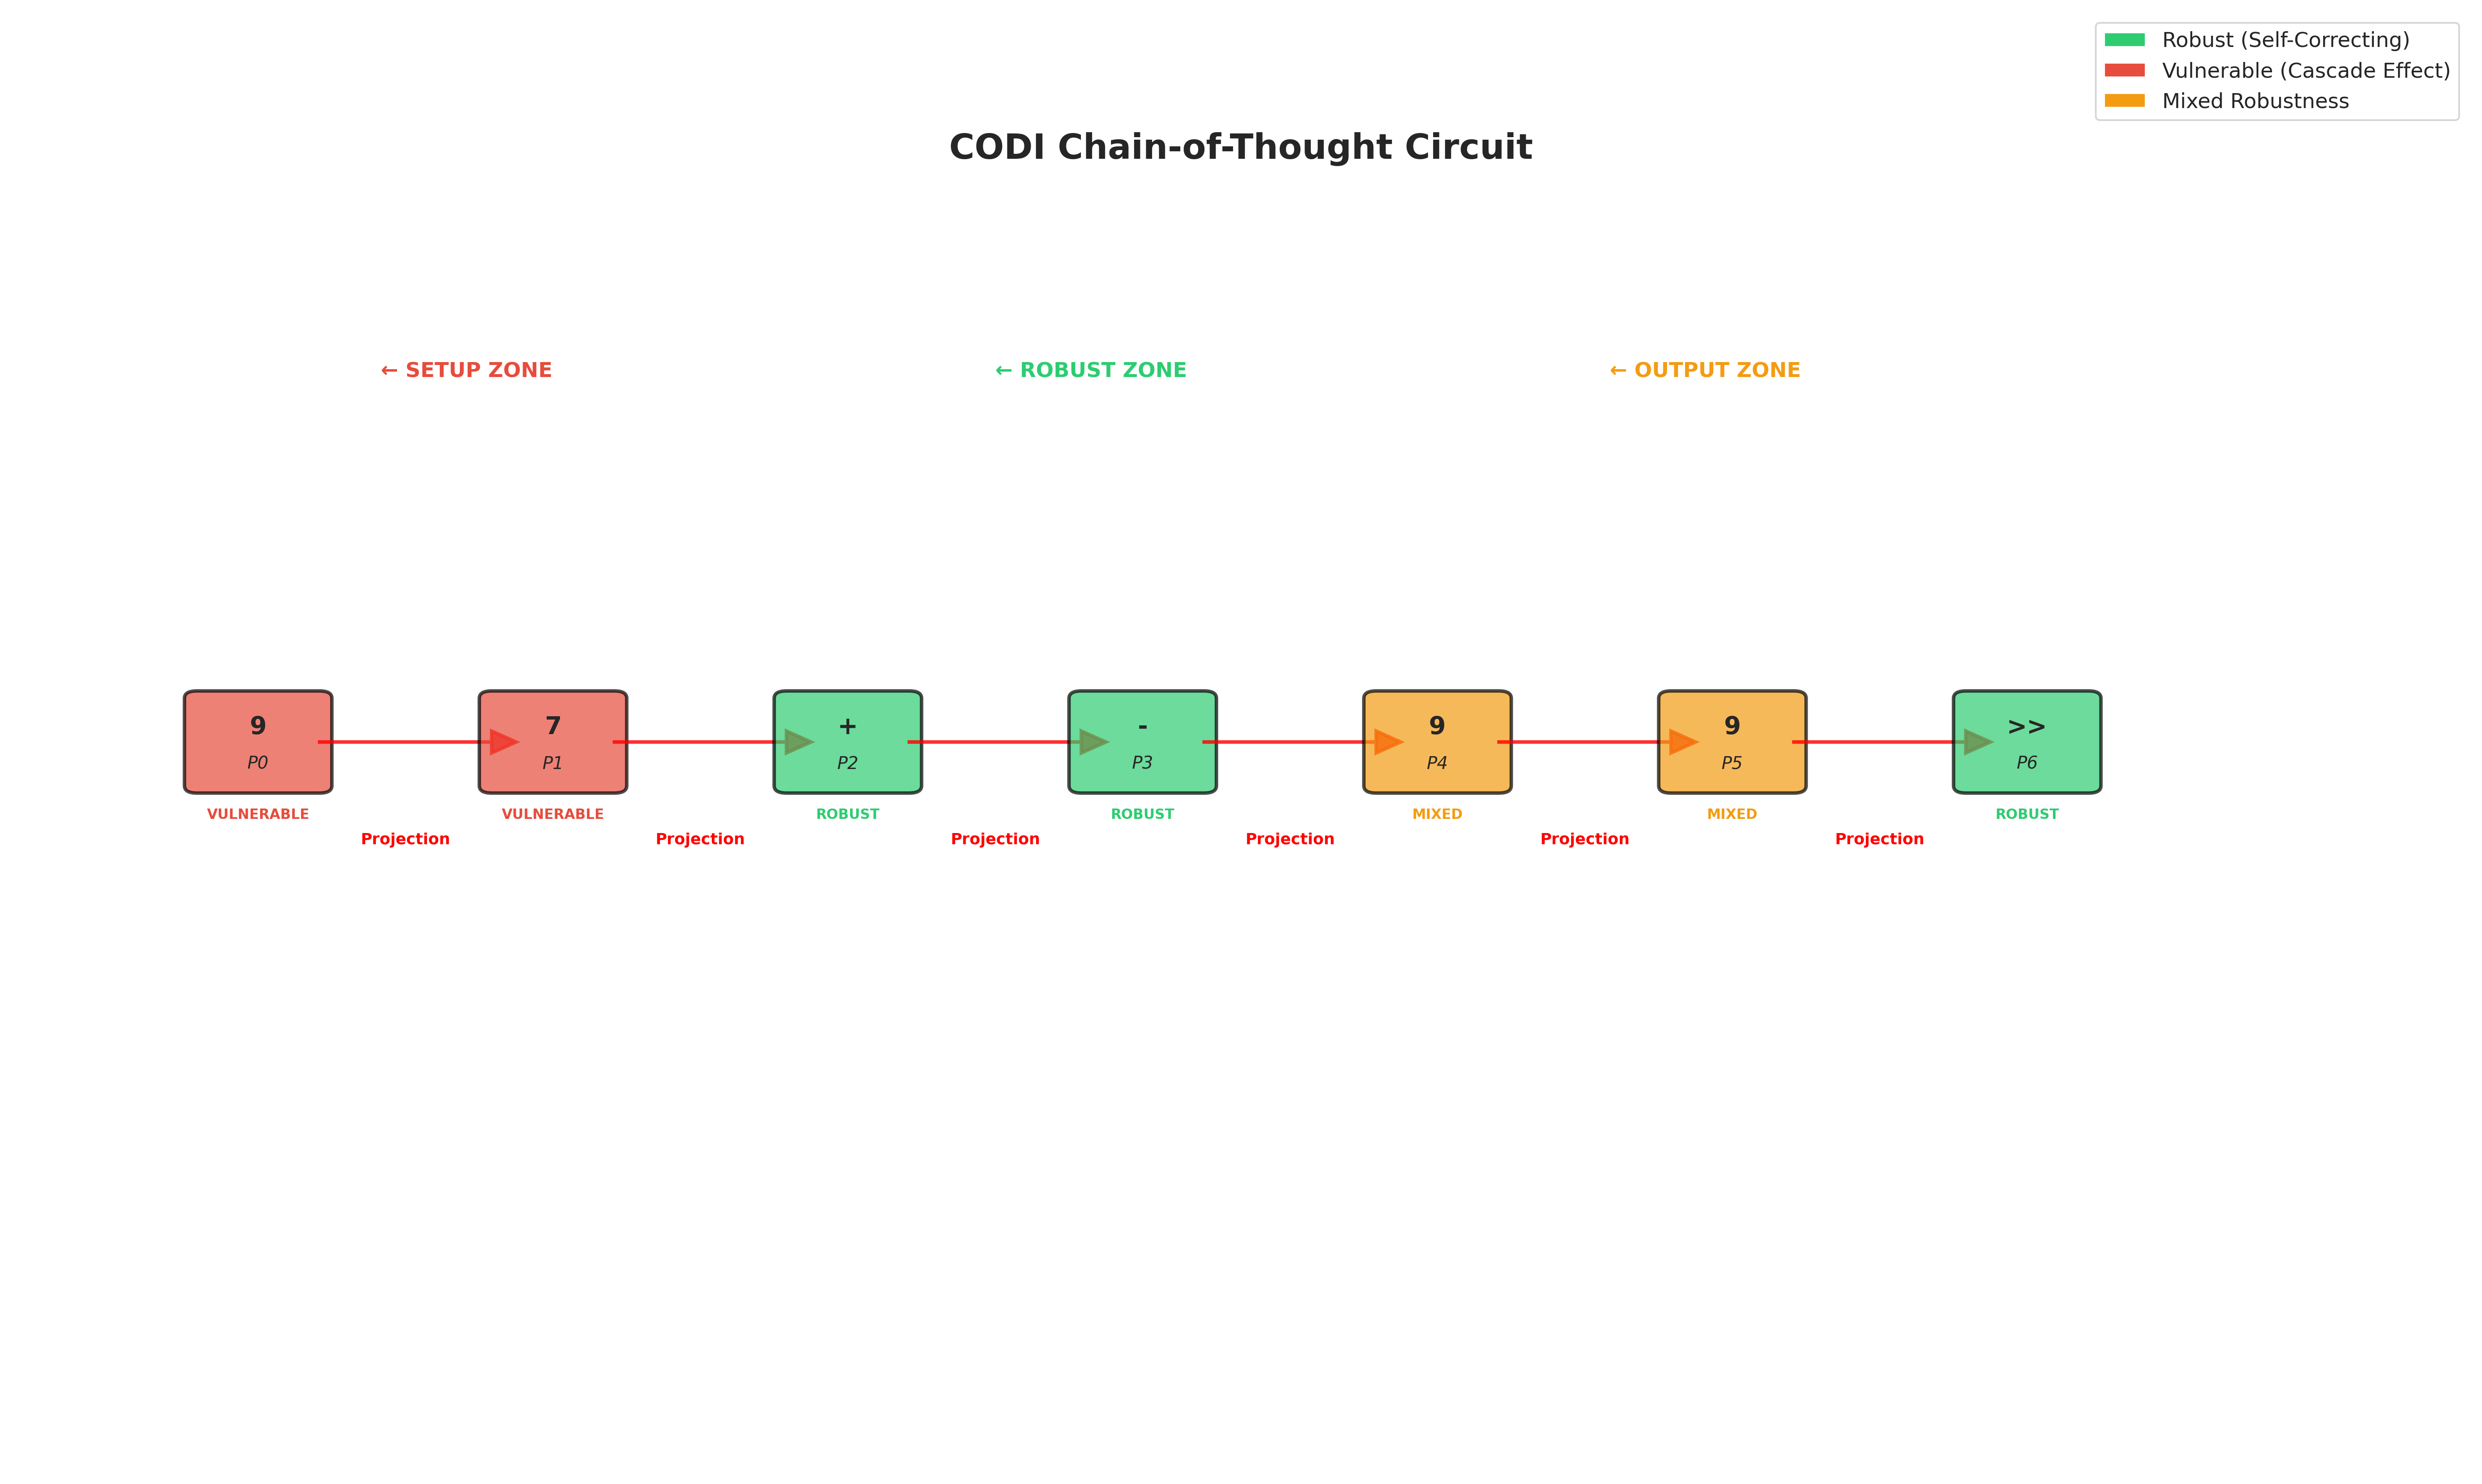 Robust (Self-Correcting)
Vulnerable (Cascade Effect)
Mixed Robustness
CODI Chain-of-Thought Circuit
← SETUP ZONE
← ROBUST ZONE
← OUTPUT ZONE
9
P0
VULNERABLE
7
P1
VULNERABLE
+
P2
ROBUST
-
P3
ROBUST
9
P4
MIXED
9
P5
MIXED
>>
P6
ROBUST
Projection
Projection
Projection
Projection
Projection
Projection